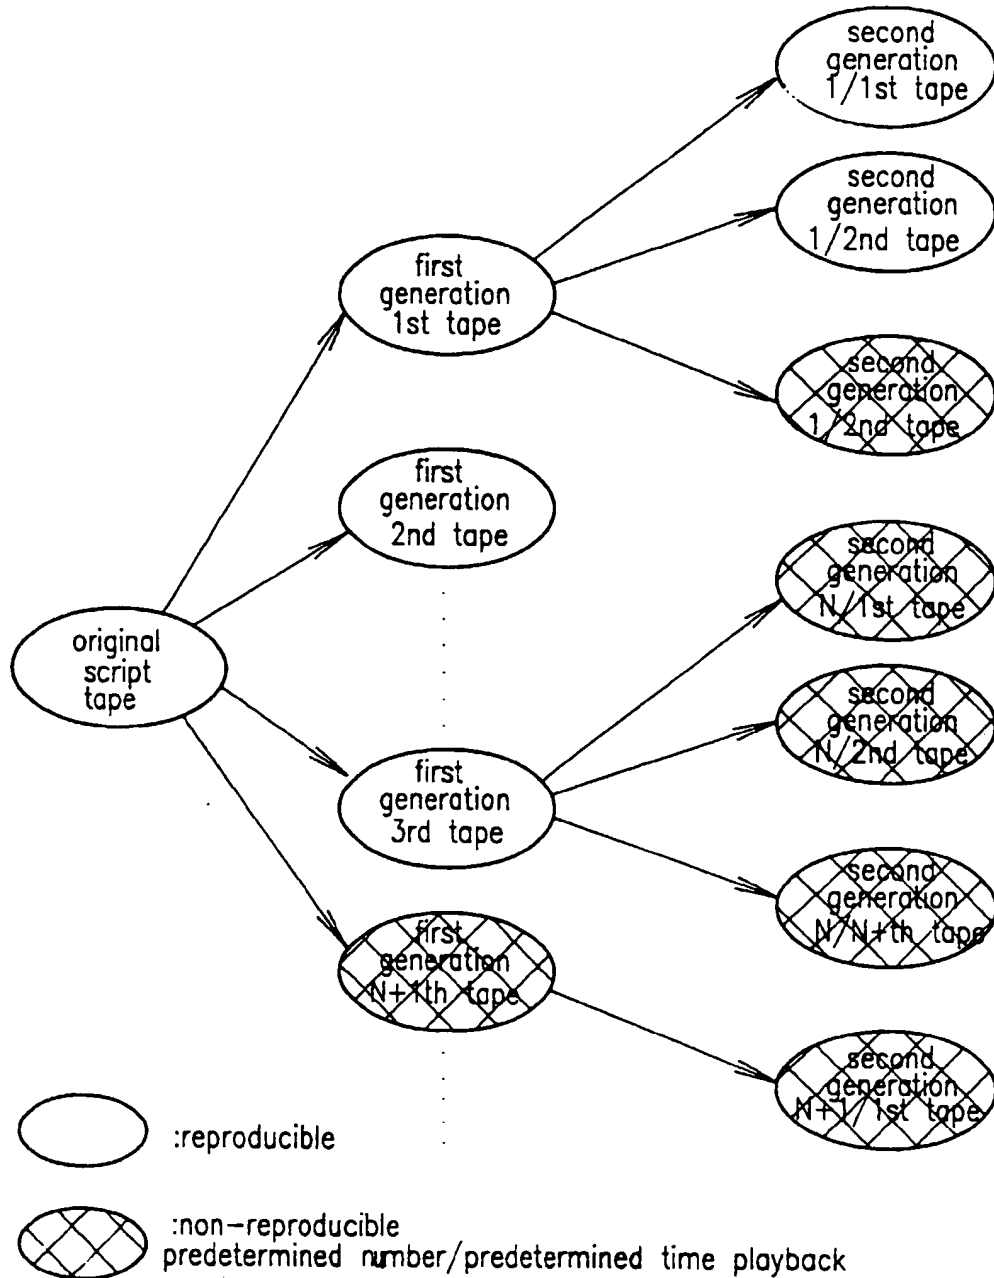 second
generation
1/1st tape
second
generation
1/2nd tape
first
generation
1st tape
second
generation
1/2nd tape
first
generation
2nd tape
second
generation
N/1st tape
original
script
tape
second
generation
N/2nd tape
first
generation
3rd tape
second
generation
N/N+th tape
first
generation
N+1th tape
second
generation
N+1/1st tape
:reproducible
:non-reproducible
predetermined number/predetermined time playback